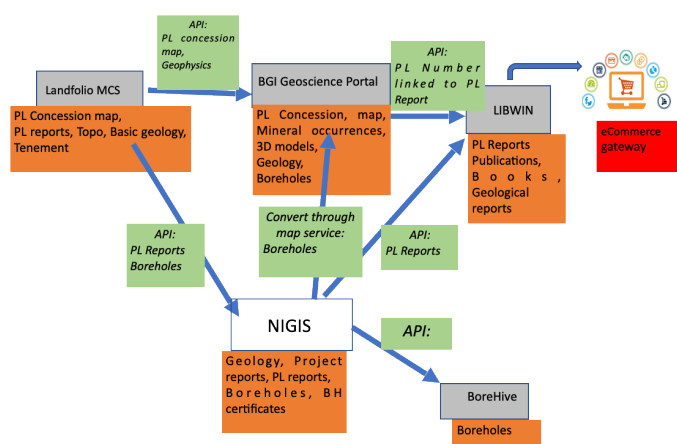 API:
PL concession
map,
Geophysics
Landfolio MCS
PL Concession map,
PL reports, Topo, Basic geology,
Tenement
BGI Geoscience Portal
PL Concession, map,
Mineral occurrences,
3D models,
Geology,
Boreholes
API:
PL Number
linked to PL
Report
LIBWIN
PL Reports
Publications,
Books,
Geological
reports
eCommerce
gateway
API:
PL Reports
Boreholes
Convert through
map service:
Boreholes
API:
PL Reports
NIGIS
Geology, Project
reports, PL reports,
Boreholes, BH
certificates
API:
BoreHive
Boreholes